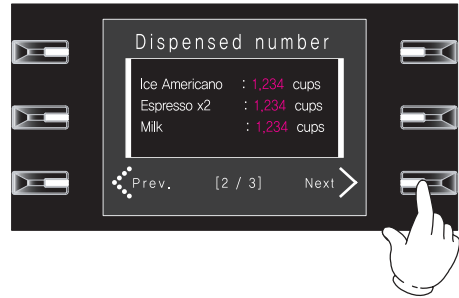 Dispensed number
Ice Americano : 1,234 cups
Espresso x2 : 1,234 cups
Milk : 1,234 cups
Prev. [2 / 3] Next